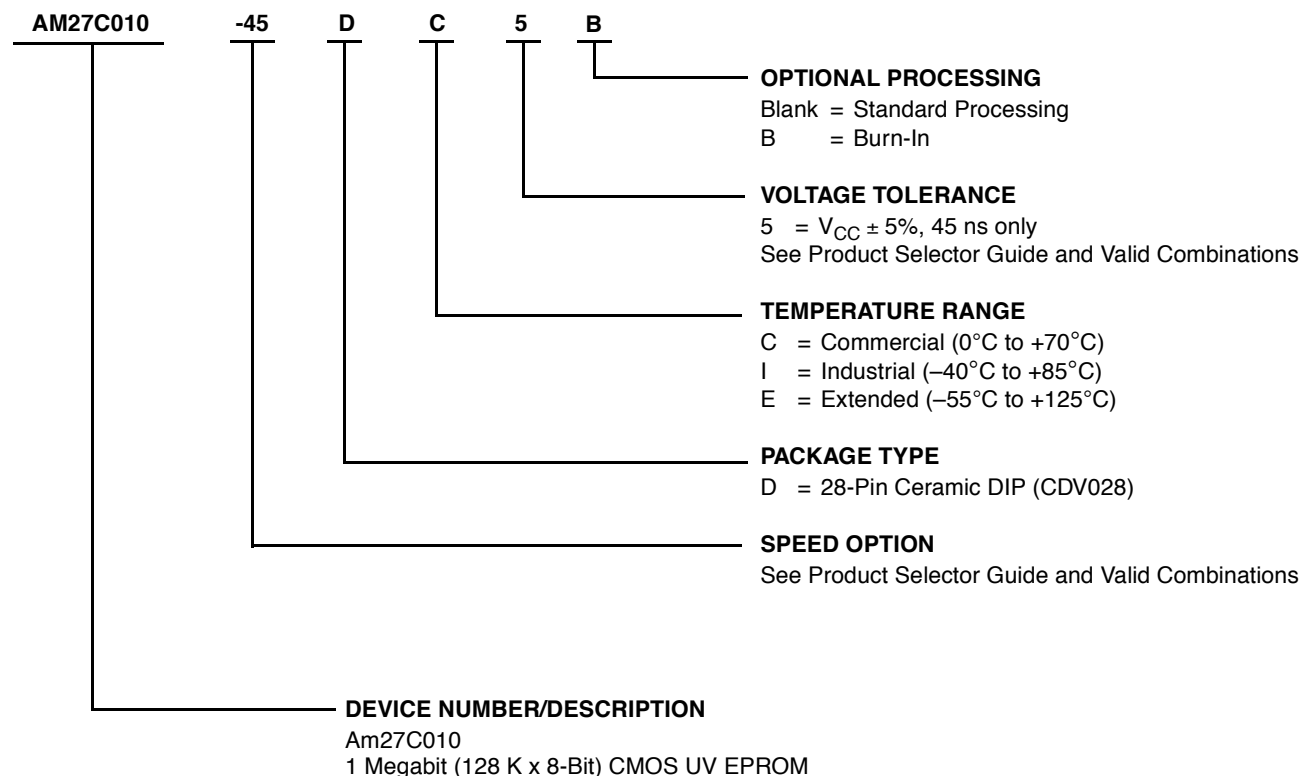 AM27C010 -45 D C 5 B
OPTIONAL PROCESSING
Blank = Standard Processing
B = Burn-In
VOLTAGE TOLERANCE
5 = VCC ± 5%, 45 ns only
See Product Selector Guide and Valid Combinations
TEMPERATURE RANGE
C = Commercial (0°C to +70°C)
I = Industrial (–40°C to +85°C)
E = Extended (–55°C to +125°C)
PACKAGE TYPE
D = 28-Pin Ceramic DIP (CDV028)
SPEED OPTION
See Product Selector Guide and Valid Combinations
DEVICE NUMBER/DESCRIPTION
Am27C010
1 Megabit (128 K x 8-Bit) CMOS UV EPROM